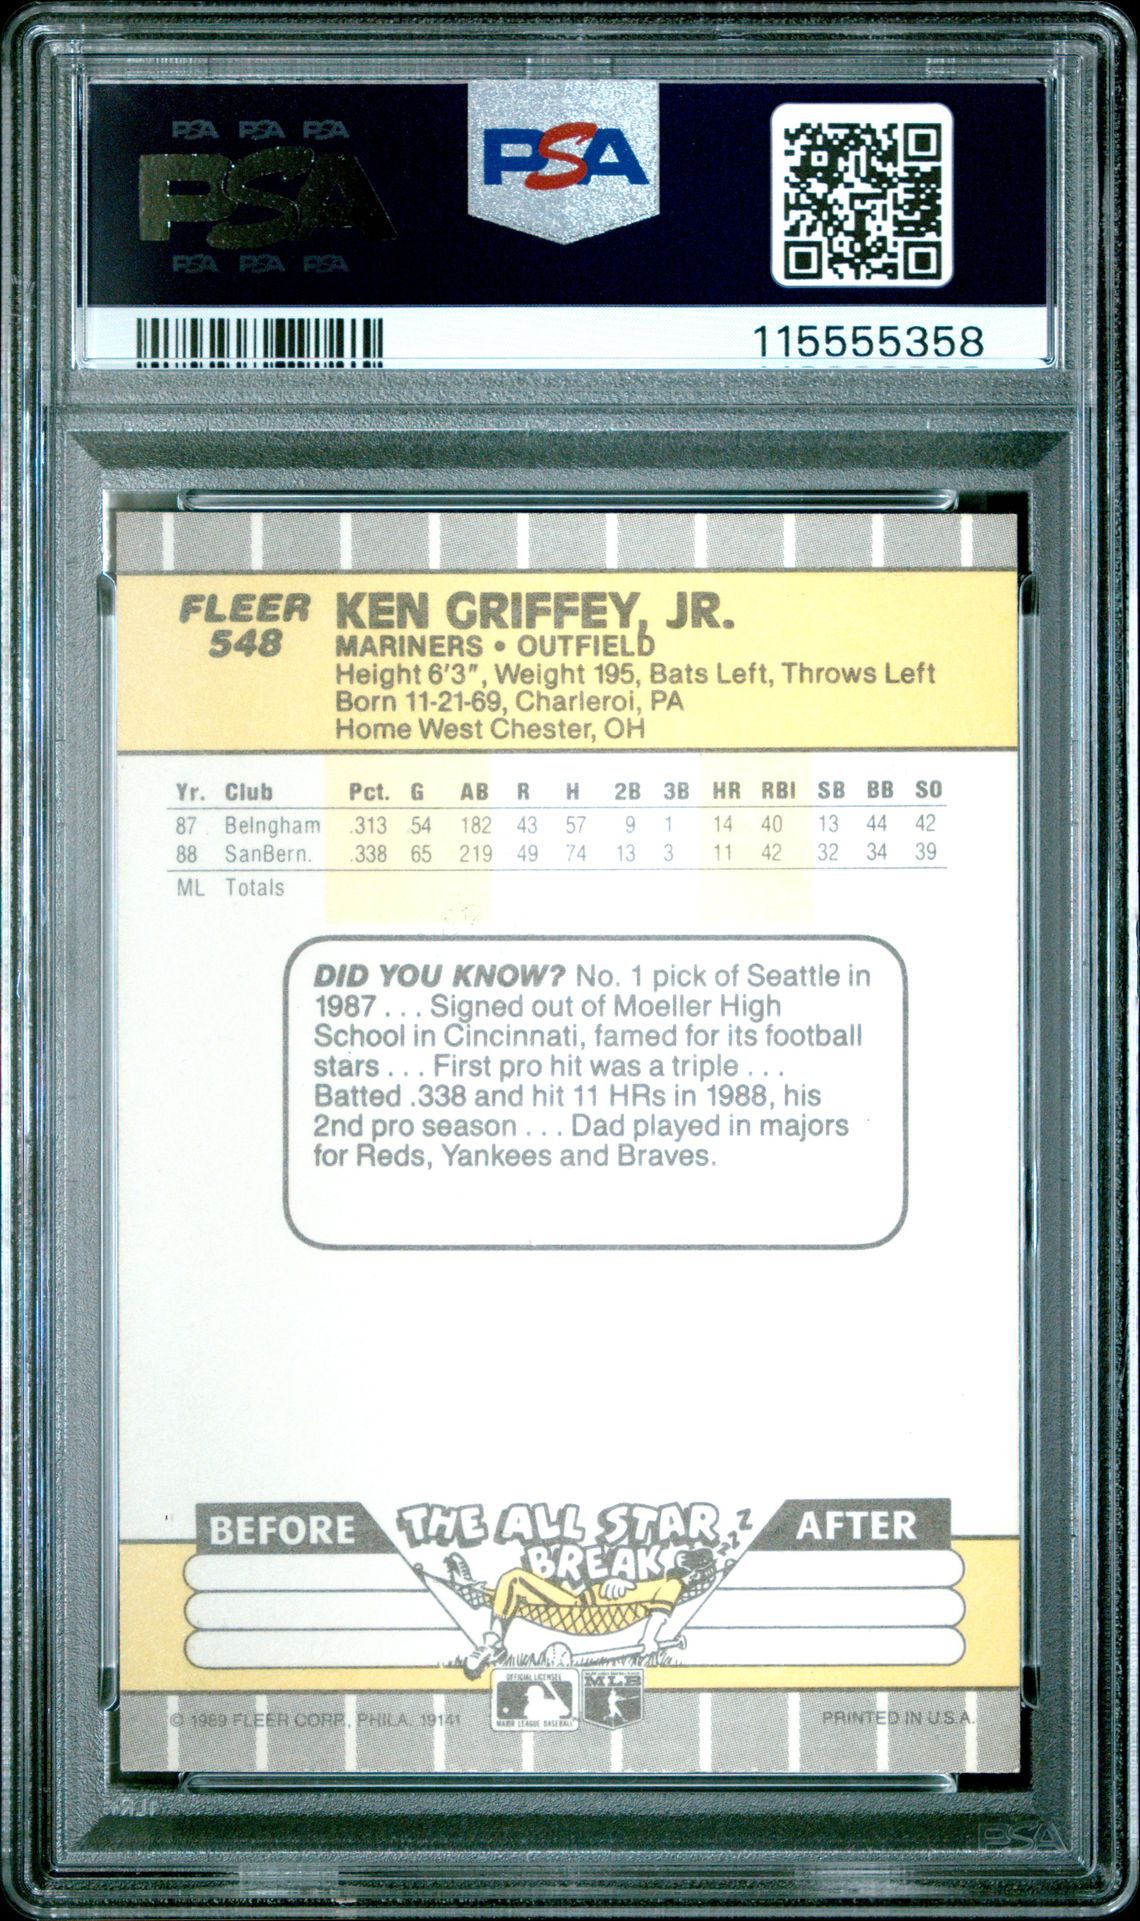 PSA PSA PSA
PSA
PSA PSA PSA
PSA
115555358
FLEER
548
KEN GRIFFEY, JR.
MARINERS • OUTFIELD
Height 6'3", Weight 195, Bats Left, Throws Left
Born 11-21-69, Charleroi, PA
Home West Chester, OH
Yr. Club Pct. G AB R H 2B 3B HR RBI SB BB SO
87 Belngham .313 54 182 43 57 9 1 14 40 13 44 42
88 SanBern. .338 65 219 49 74 13 3 11 42 32 34 39
ML Totals
DID YOU KNOW? No. 1 pick of Seattle in
1987 . . . Signed out of Moeller High
School in Cincinnati, famed for its football
stars . . . First pro hit was a triple . . .
Batted .338 and hit 11 HRs in 1988, his
2nd pro season . . . Dad played in majors
for Reds, Yankees and Braves.
BEFORE
THE ALL STAR
BREAK
Z Z Z
AFTER
OFFICIAL LICENSEE
MAJOR LEAGUE BASEBALL
MLB
© 1989 FLEER CORP., PHILA. 19141
PRINTED IN U.S.A.
PSA